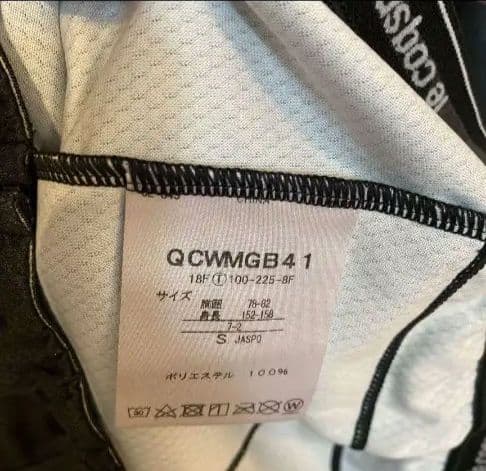 le coqsp
QCWMGB41
18F Ⓣ 100-225-8F
サイズ 胸囲 78-82
身長 152-158
7-2
S JASPO
ポリエステル 100%